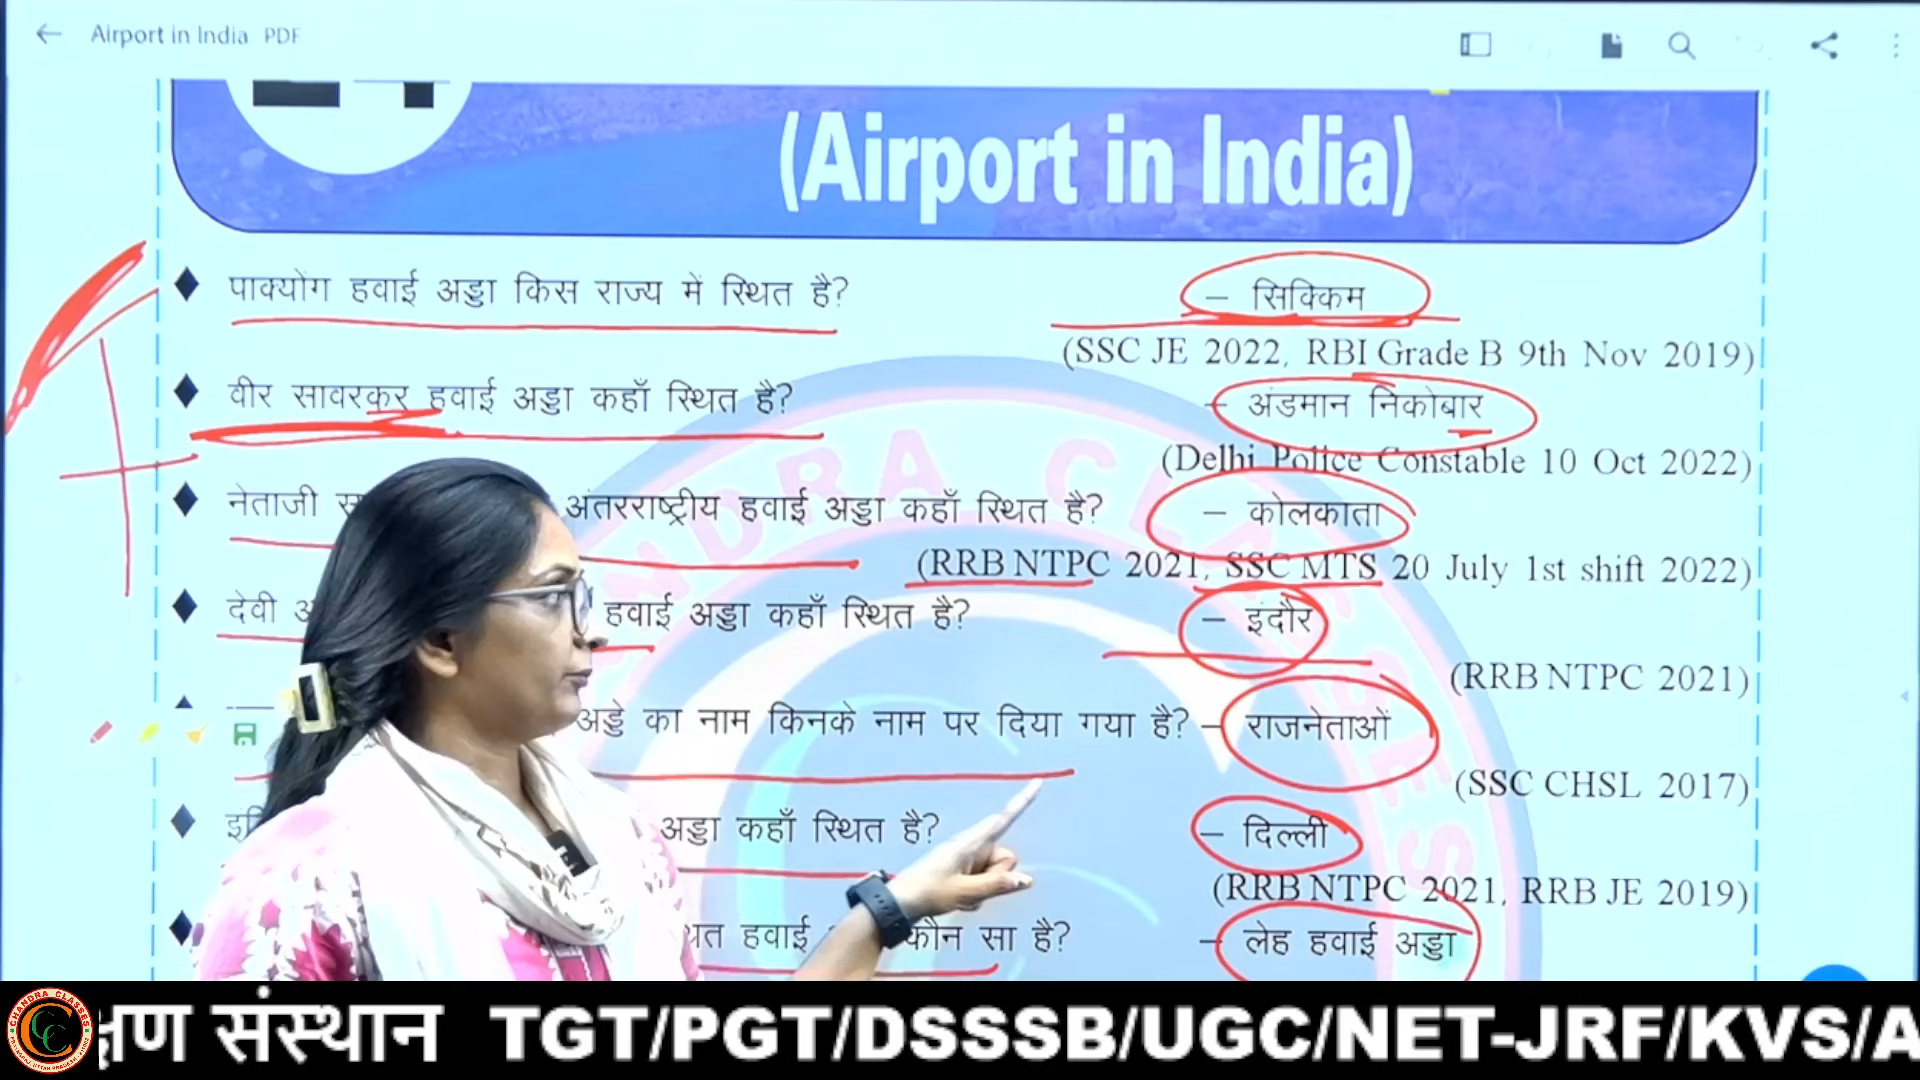 Airport in India PDF
(Airport in India)
पाक्योंग हवाई अड्डा किस राज्य में स्थित है? – सिक्किम
(SSC JE 2022, RBI Grade B 9th Nov 2019)
वीर सावरकर हवाई अड्डा कहाँ स्थित है? – अंडमान निकोबार
(Delhi Police Constable 10 Oct 2022)
नेताजी अंतरराष्ट्रीय हवाई अड्डा कहाँ स्थित है? – कोलकाता
(RRB NTPC 2021, SSC MTS 20 July 1st shift 2022)
देवी हवाई अड्डा कहाँ स्थित है? – इंदौर
(RRB NTPC 2021)
अड्डे का नाम किनके नाम पर दिया गया है? – राजनेताओं
(SSC CHSL 2017)
अड्डा कहाँ स्थित है? – दिल्ली
(RRB NTPC 2021, RRB JE 2019)
हवाई कौन सा है? – लेह हवाई अड्डा
CHANDRA CLASSES
क्षण संस्थान TGT/PGT/DSSSB/UGC/NET-JRF/KVS/A